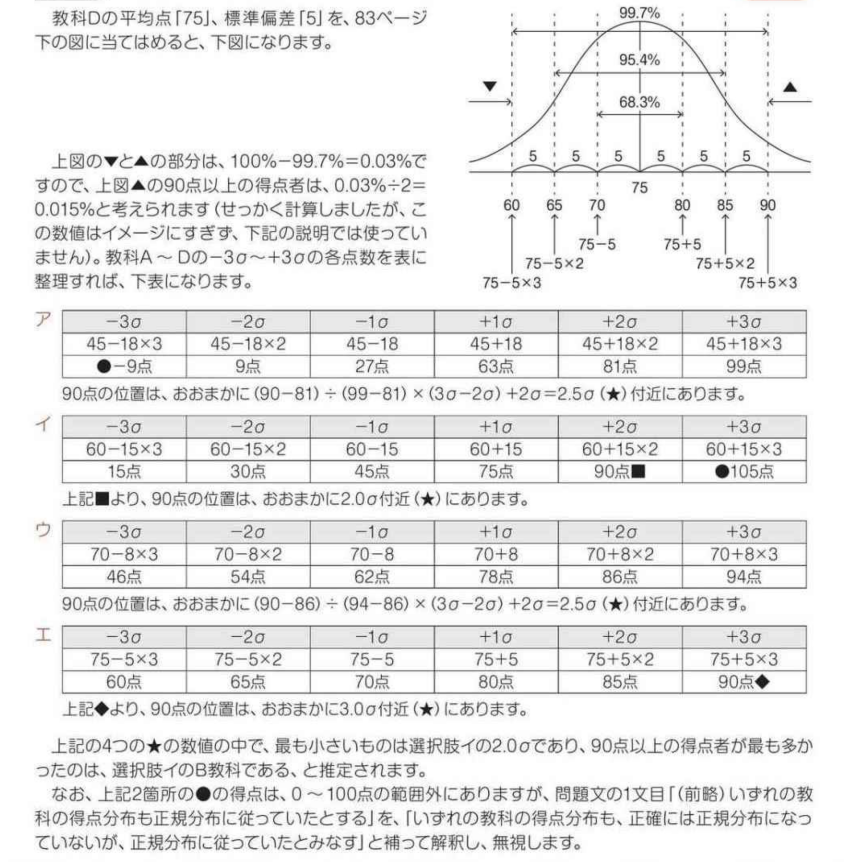 教科Dの平均点「75」、標準偏差「5」を、83ページ
下の図に当てはめると、下図になります。
99.7%
95.4%
68.3%
▼
▲
5 5 5 5 5 5
75
60 65 70 80 85 90
75−5 75+5
75−5×2 75+5×2
75−5×3 75+5×3
上図の▼と▲の部分は、100%−99.7%=0.03%で
すので、上図▲の90点以上の得点者は、0.03%÷2=
0.015%と考えられます（せっかく計算しましたが、こ
の数値はイメージにすぎず、下記の説明では使ってい
ません）。教科A～Dの−3σ～+3σの各点数を表に
整理すれば、下表になります。
ア −3σ −2σ −1σ +1σ +2σ +3σ
45−18×3 45−18×2 45−18 45+18 45+18×2 45+18×3
●−9点 9点 27点 63点 81点 99点
90点の位置は、おおまかに（90−81）÷（99−81）×（3σ−2σ）+2σ=2.5σ（★）付近にあります。
イ −3σ −2σ −1σ +1σ +2σ +3σ
60−15×3 60−15×2 60−15 60+15 60+15×2 60+15×3
15点 30点 45点 75点 90点■ ●105点
上記■より、90点の位置は、おおまかに2.0σ付近（★）にあります。
ウ −3σ −2σ −1σ +1σ +2σ +3σ
70−8×3 70−8×2 70−8 70+8 70+8×2 70+8×3
46点 54点 62点 78点 86点 94点
90点の位置は、おおまかに（90−86）÷（94−86）×（3σ−2σ）+2σ=2.5σ（★）付近にあります。
エ −3σ −2σ −1σ +1σ +2σ +3σ
75−5×3 75−5×2 75−5 75+5 75+5×2 75+5×3
60点 65点 70点 80点 85点 90点◆
上記◆より、90点の位置は、おおまかに3.0σ付近（★）にあります。
上記の4つの★の数値の中で、最も小さいものは選択肢イの2.0σであり、90点以上の得点者が最も多か
ったのは、選択肢イのB教科である、と推定されます。
なお、上記2箇所の●の得点は、0～100点の範囲外にありますが、問題文の1文目「（前略）いずれの教
科の得点分布も正規分布に従っていたとする」を、「いずれの教科の得点分布も、正確には正規分布になっ
ていないが、正規分布に従っていたとみなす」と補って解釈し、無視します。